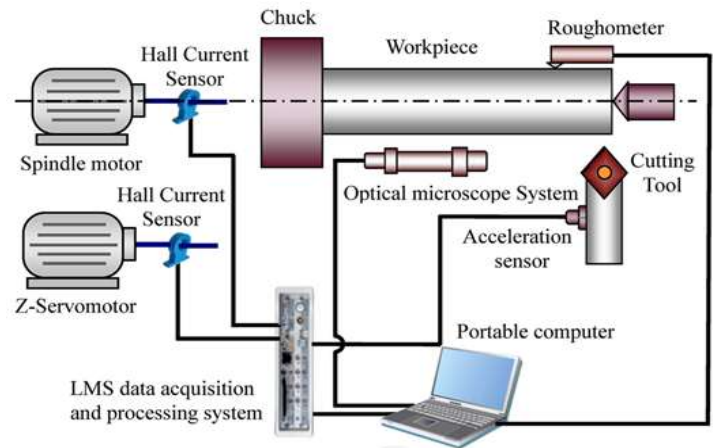 Chuck
Roughometer
Hall Current
Sensor
Workpiece
Spindle motor
Optical microscope System
Cutting
Tool
Hall Current
Sensor
Acceleration
sensor
Z-Servomotor
Portable computer
LMS data acquisition
and processing system